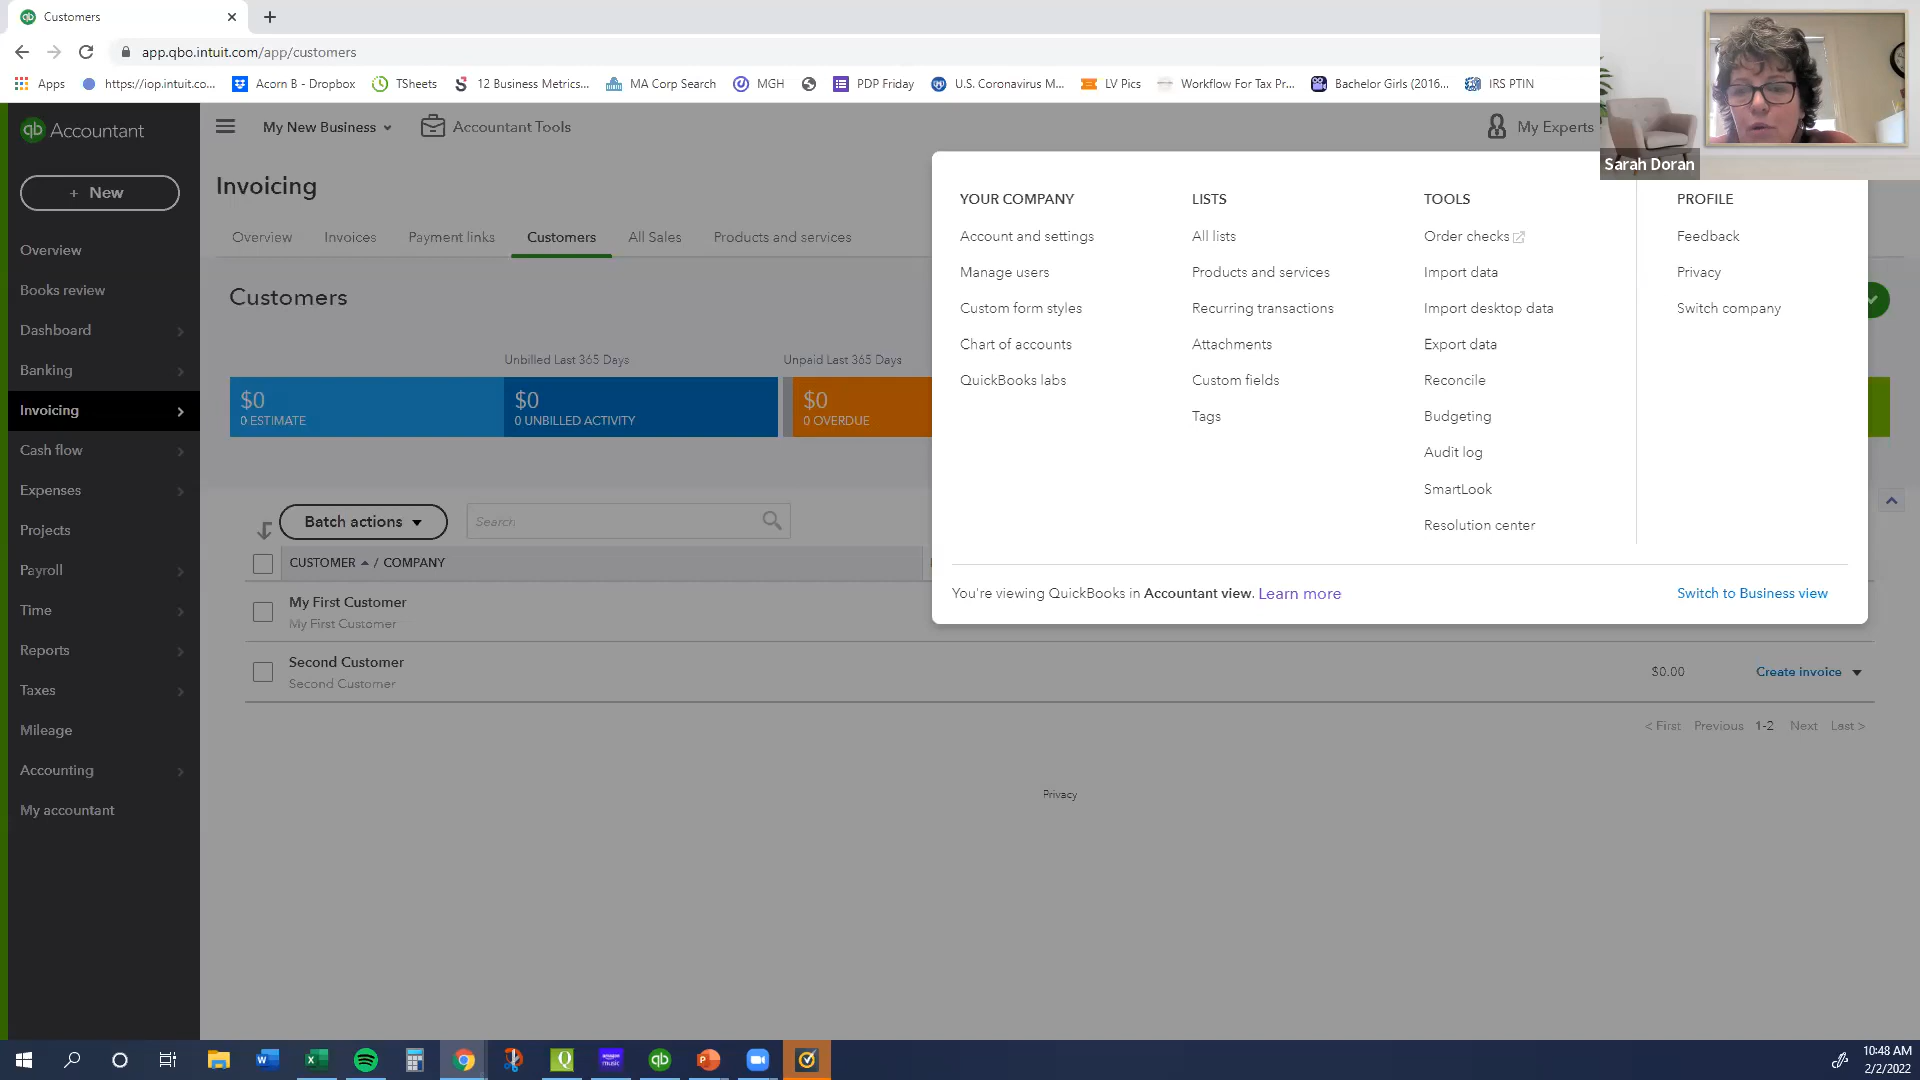 Customers
app.qbo.intuit.com/app/customers
Apps
https://iop.intuit.co...
Acorn B - Dropbox
TSheets
12 Business Metrics...
MA Corp Search
MGH
PDP Friday
U.S. Coronavirus M...
LV Pics
Workflow For Tax Pr...
Bachelor Girls (2016...
IRS PTIN
qb Accountant
My New Business
Accountant Tools
My Experts
Sarah Doran
+ New
Overview
Books review
Dashboard
Banking
Invoicing
Cash flow
Expenses
Projects
Payroll
Time
Reports
Taxes
Mileage
Accounting
My accountant
Invoicing
Overview
Invoices
Payment links
Customers
All Sales
Products and services
Customers
Unbilled Last 365 Days
Unpaid Last 365 Days
$0
0 ESTIMATE
$0
0 UNBILLED ACTIVITY
$0
0 OVERDUE
Batch actions
Search
CUSTOMER / COMPANY
My First Customer
My First Customer
Second Customer
Second Customer
$0.00
Create invoice
< First Previous 1-2 Next Last >
Privacy
YOUR COMPANY
Account and settings
Manage users
Custom form styles
Chart of accounts
QuickBooks labs
LISTS
All lists
Products and services
Recurring transactions
Attachments
Custom fields
Tags
TOOLS
Order checks
Import data
Import desktop data
Export data
Reconcile
Budgeting
Audit log
SmartLook
Resolution center
PROFILE
Feedback
Privacy
Switch company
You're viewing QuickBooks in Accountant view. Learn more
Switch to Business view
10:48 AM
2/2/2022